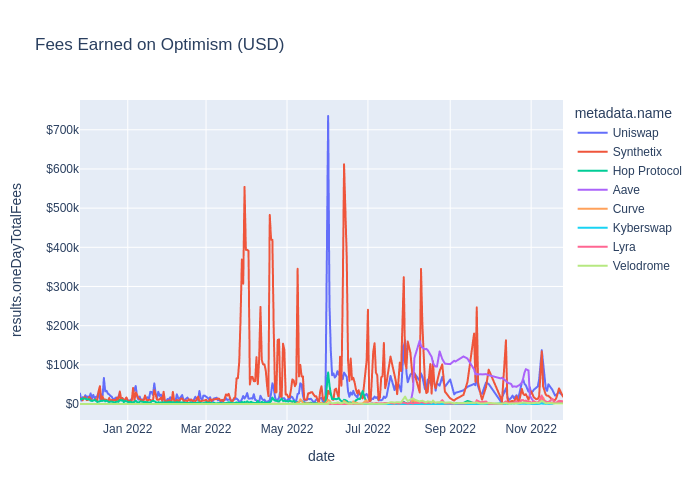 Fees Earned on Optimism (USD)
metadata.name
Uniswap
Synthetix
Hop Protocol
Aave
Curve
Kyberswap
Lyra
Velodrome
results.oneDayTotalFees
$700k
$600k
$500k
$400k
$300k
$200k
$100k
$0
Jan 2022 Mar 2022 May 2022 Jul 2022 Sep 2022 Nov 2022
date